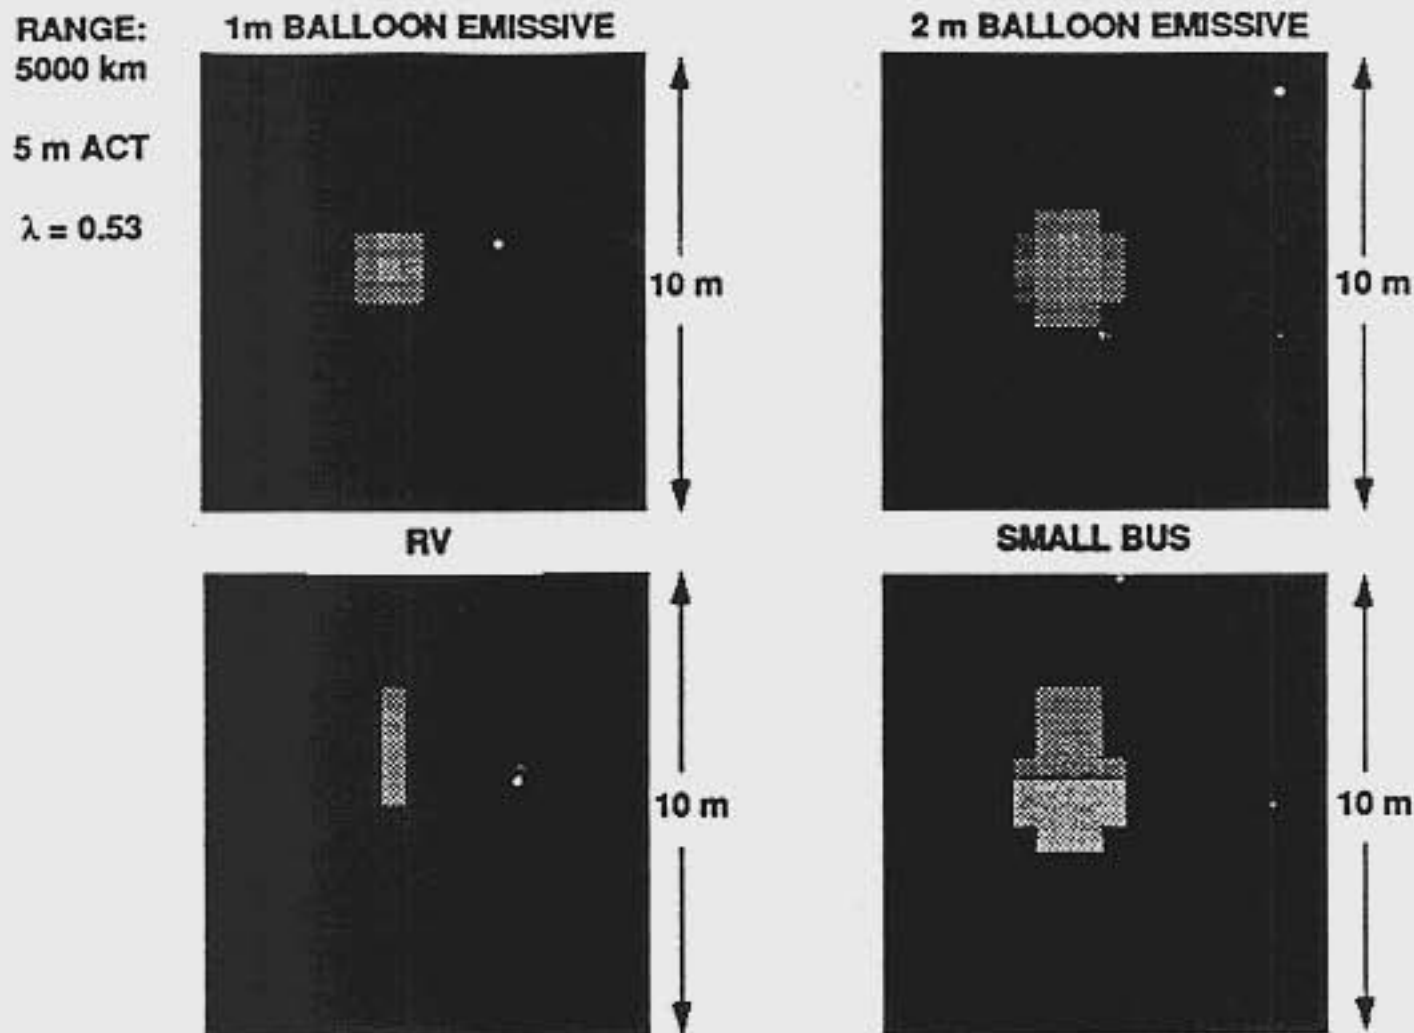 RANGE:
5000 km
5 m ACT
λ = 0.53
1m BALLOON EMISSIVE
10 m
2 m BALLOON EMISSIVE
10 m
RV
10 m
SMALL BUS
10 m